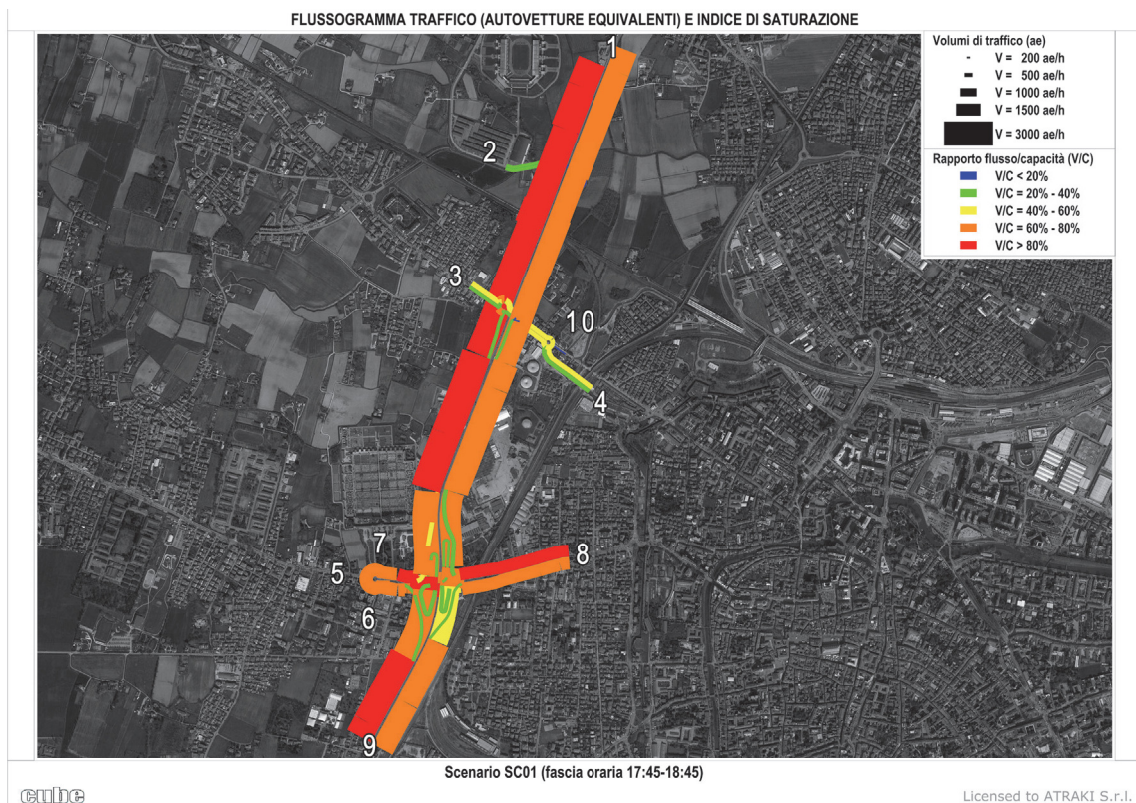 FLUSSOGRAMMA TRAFFICO (AUTOVETTURE EQUIVALENTI) E INDICE DI SATURAZIONE
Volumi di traffico (ae)
V = 200 ae/h
V = 500 ae/h
V = 1000 ae/h
V = 1500 ae/h
V = 3000 ae/h
Rapporto flusso/capacità (V/C)
V/C < 20%
V/C = 20% - 40%
V/C = 40% - 60%
V/C = 60% - 80%
V/C > 80%
1
2
3
10
4
7
8
5
6
9
Scenario SC01 (fascia oraria 17:45-18:45)
cube
Licensed to ATRAKI S.r.l.